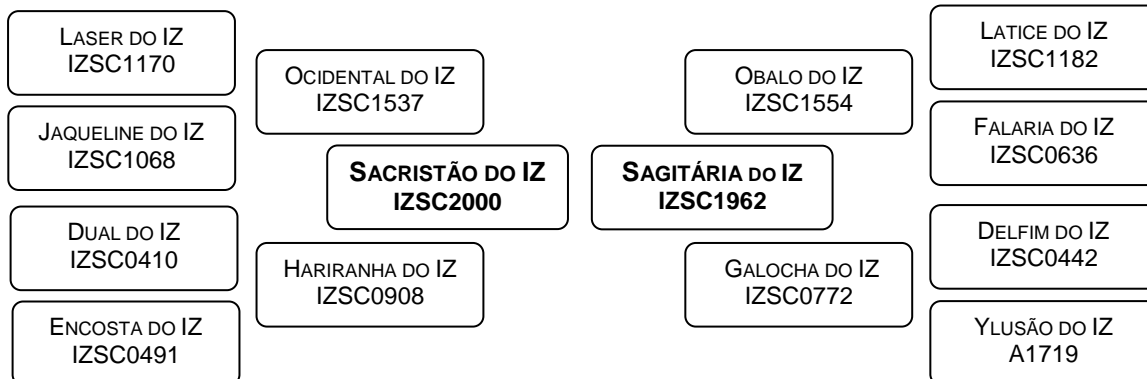 LASER DO IZ
IZSC1170
JAQUELINE DO IZ
IZSC1068
DUAL DO IZ
IZSC0410
ENCOSTA DO IZ
IZSC0491
OCIDENTAL DO IZ
IZSC1537
HARIRANHA DO IZ
IZSC0908
SACRISTÃO DO IZ
IZSC2000
SAGITÁRIA DO IZ
IZSC1962
OBALO DO IZ
IZSC1554
GALOCHA DO IZ
IZSC0772
LATICE DO IZ
IZSC1182
FALARIA DO IZ
IZSC0636
DELFIM DO IZ
IZSC0442
YLUSÃO DO IZ
A1719